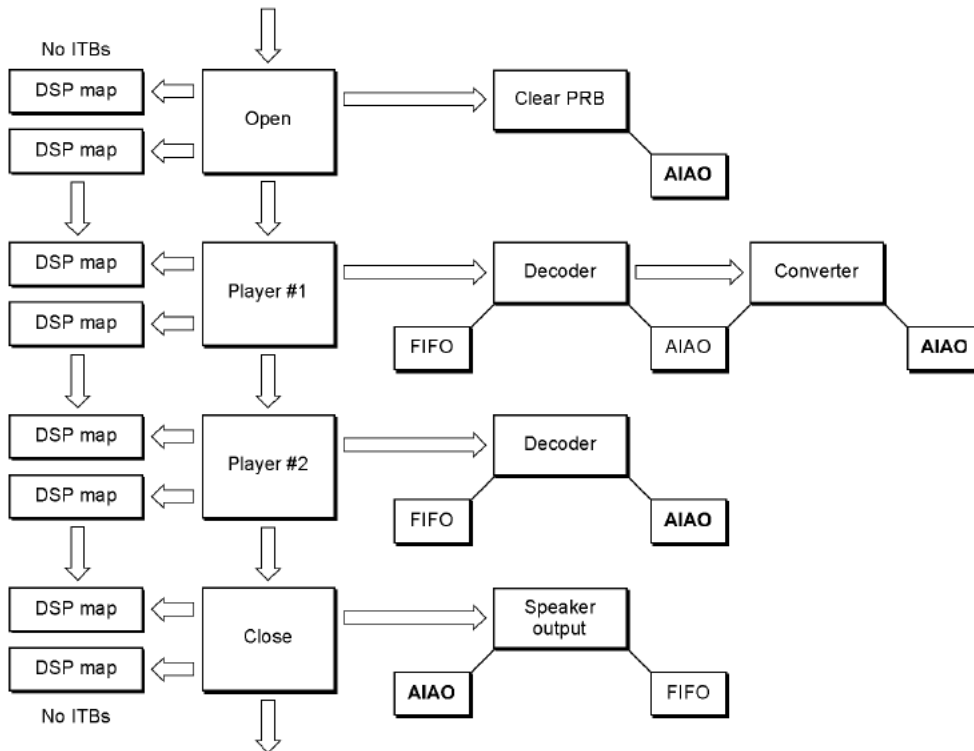 No ITBs
DSP map
DSP map
Open
Clear PRB
AIAO
DSP map
DSP map
Player #1
Decoder
Converter
FIFO
AIAO
AIAO
DSP map
DSP map
Player #2
Decoder
FIFO
AIAO
DSP map
DSP map
Close
Speaker
output
AIAO
FIFO
No ITBs